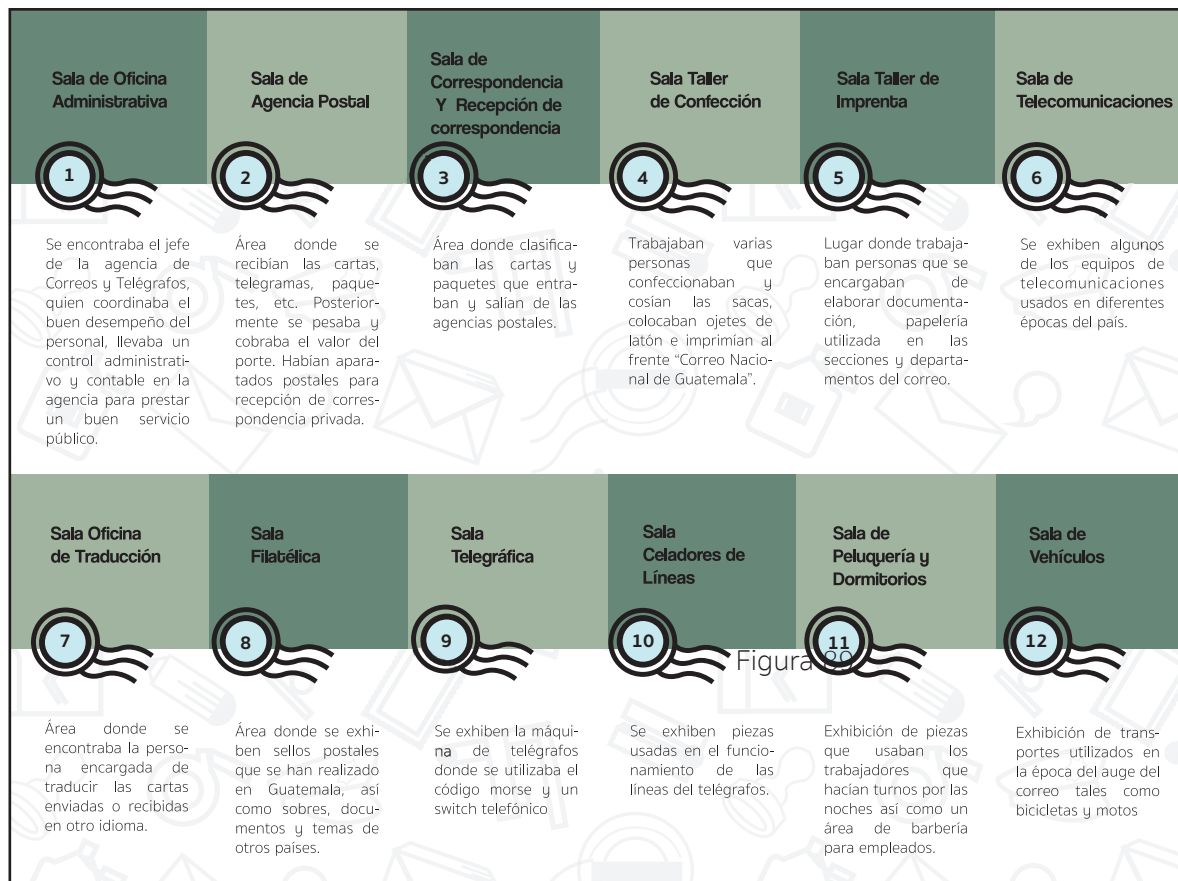 Sala de Oficina
Administrativa
1
Se encontraba el jefe
de la agencia de
Correos y Telégrafos,
quien coordinaba el
buen desempeño del
personal, llevaba un
control administrati-
vo y contable en la
agencia para prestar
un buen servicio
público.
Sala de
Agencia Postal
2
Área donde se
recibían las cartas,
telegramas, paque-
tes, etc. Posterior-
mente se pesaba y
cobraba el valor del
porte. Habían apara-
tados postales para
recepción de corres-
pondencia privada.
Sala de
Correspondencia
Y Recepción de
correspondencia
3
Área donde clasifica-
ban las cartas y
paquetes que entra-
ban y salían de las
agencias postales.
Sala Taller
de Confección
4
Trabajaban varias
personas que
confeccionaban y
cosían las sacas,
colocaban ojetes de
latón e imprimían al
frente “Correo Nacio-
nal de Guatemala”.
Sala Taller de
Imprenta
5
Lugar donde trabaja-
ban personas que se
encargaban de
elaborar documenta-
ción, papelería
utilizada en las
secciones y departa-
mentos del correo.
Sala de
Telecomunicaciones
6
Se exhiben algunos
de los equipos de
telecomunicaciones
usados en diferentes
épocas del país.
Sala Oficina
de Traducción
7
Área donde se
encontraba la perso-
na encargada de
traducir las cartas
enviadas o recibidas
en otro idioma.
Sala
Filatélica
8
Área donde se exhi-
ben sellos postales
que se han realizado
en Guatemala, así
como sobres, docu-
mentos y temas de
otros países.
Sala
Telegráfica
9
Se exhiben la máqui-
na de telégrafos
donde se utilizaba el
código morse y un
switch telefónico
Sala
Celadores de
Líneas
10
Se exhiben piezas
usadas en el funcio-
namiento de las
líneas del telégrafos.
Sala de
Peluquería y
Dormitorios
11
Figura 89
Exhibición de piezas
que usaban los
trabajadores que
hacían turnos por las
noches así como un
área de barbería
para empleados.
Sala de
Vehículos
12
Exhibición de trans-
portes utilizados en
la época del auge del
correo tales como
bicicletas y motos